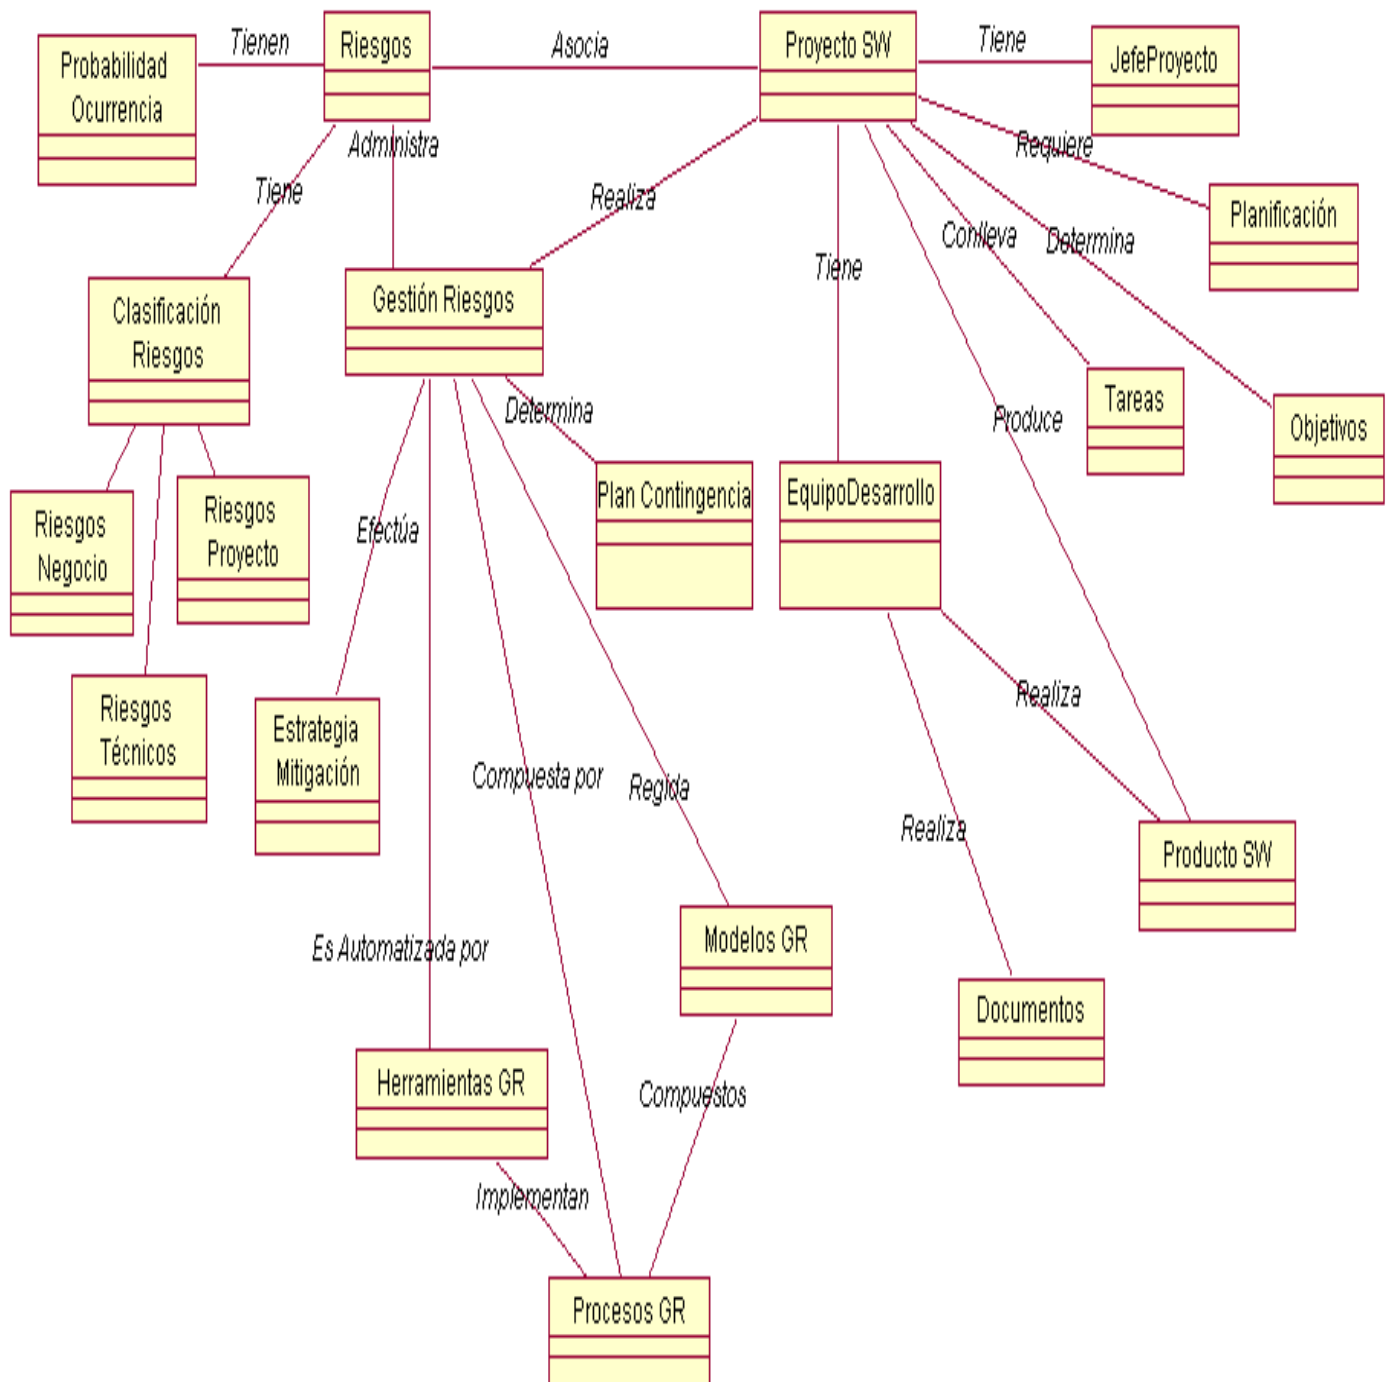 Probabilidad
Ocurrencia
Tienen
Riesgos
Asocia
Proyecto SW
Tiene
JefeProyecto
Administra
Tiene
Realiza
Requiere
Planificación
Conlleva
Determina
Tiene
Clasificación
Riesgos
Gestión Riesgos
Determina
Produce
Tareas
Objetivos
Riesgos
Negocio
Riesgos
Proyecto
Efectúa
Plan Contingencia
EquipoDesarrollo
Riesgos
Técnicos
Estrategia
Mitigación
Compuesta por
Regida
Realiza
Realiza
Producto SW
Es Automatizada por
Modelos GR
Documentos
Herramientas GR
Compuestos
Implementan
Procesos GR